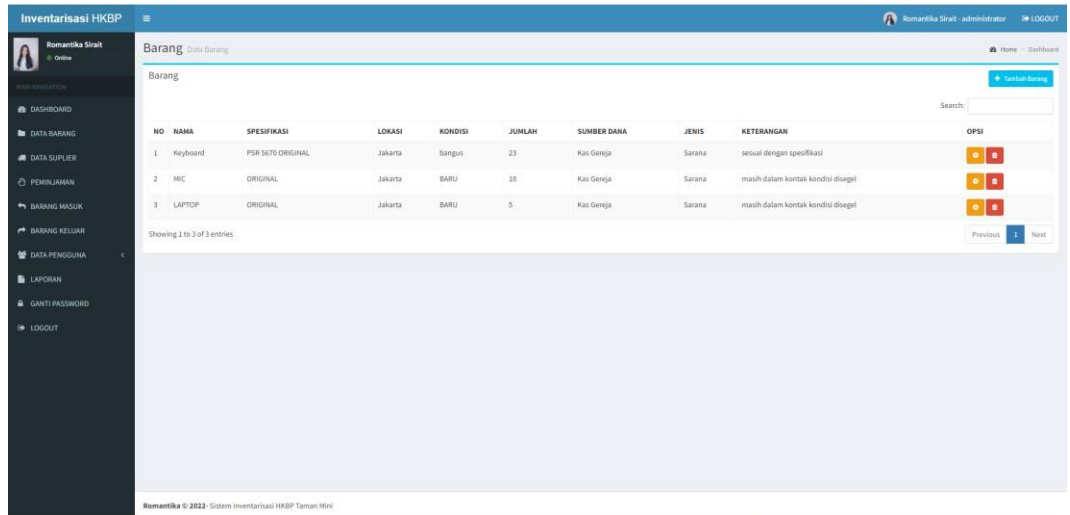 Inventarisasi HKBP
Romantika Sirait - administrator LOGOUT
Romantika Sirait
Online
MAIN NAVIGATION
DASHBOARD
DATA BARANG
DATA SUPLIER
PEMINJAMAN
BARANG MASUK
BARANG KELUAR
DATA PENGGUNA
LAPORAN
GANTI PASSWORD
LOGOUT
Barang Data Barang
Home Dashboard
Barang
Tambah Barang
Search:
NO NAMA SPESIFIKASI LOKASI KONDISI JUMLAH SUMBER DANA JENIS KETERANGAN OPSI
1 Keyboard PSR 5670 ORIGINAL Jakarta bangus 23 Kas Gereja Sarana sesuai dengan spesifikasi
2 MIC ORIGINAL Jakarta BARU 18 Kas Gereja Sarana masih dalam kontak kondisi disegel
3 LAPTOP ORIGINAL Jakarta BARU 5 Kas Gereja Sarana masih dalam kontak kondisi disegel
Showing 1 to 3 of 3 entries
Previous 1 Next
Romantika © 2022- Sistem Inventarisasi HKBP Taman Mini